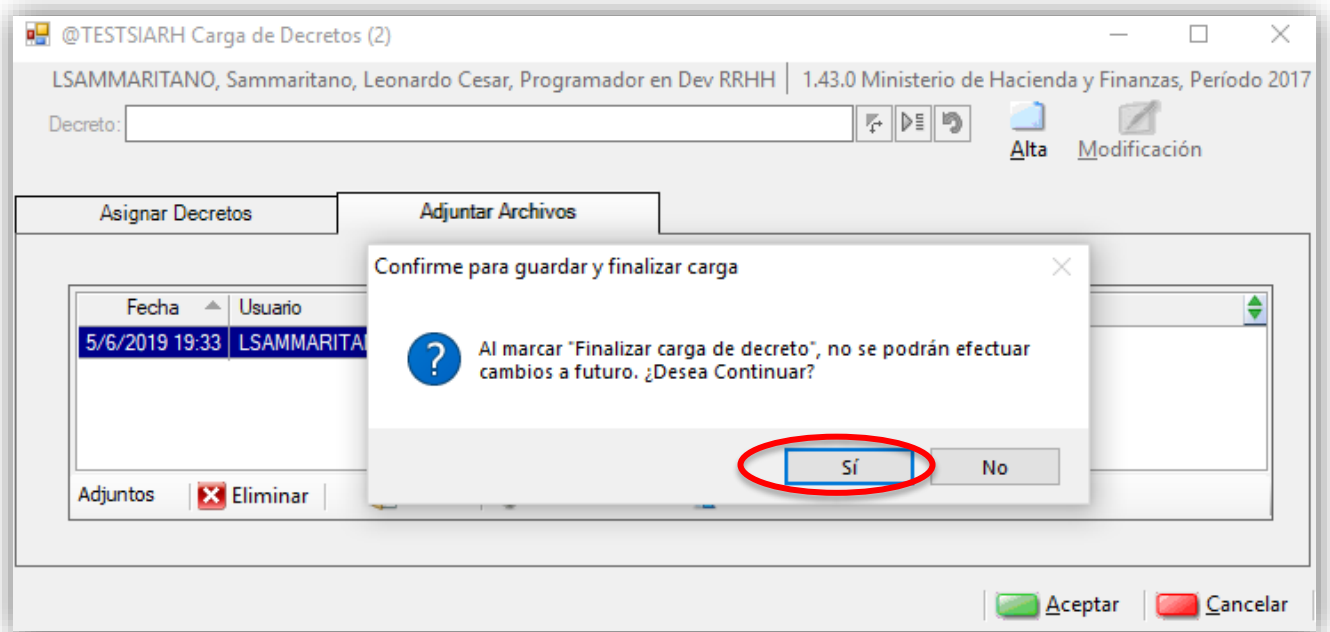 @TESTSIARH Carga de Decretos (2)
LSAMMARITANO, Sammaritano, Leonardo Cesar, Programador en Dev RRHH 1.43.0 Ministerio de Hacienda y Finanzas, Período 2017
Decreto:
Alta Modificación
Asignar Decretos Adjuntar Archivos
Confirme para guardar y finalizar carga
Fecha Usuario
5/6/2019 19:33 LSAMMARITA
Al marcar "Finalizar carga de decreto", no se podrán efectuar
cambios a futuro. ¿Desea Continuar?
Sí No
Adjuntos Eliminar
Aceptar Cancelar